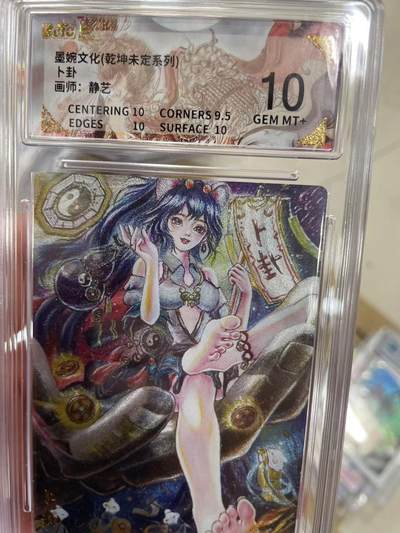 墨婉文化(乾坤未定系列)
卜卦
画师：静艺
CENTERING 10 CORNERS 9.5
EDGES 10 SURFACE 10
10
GEM MT+
卜卦